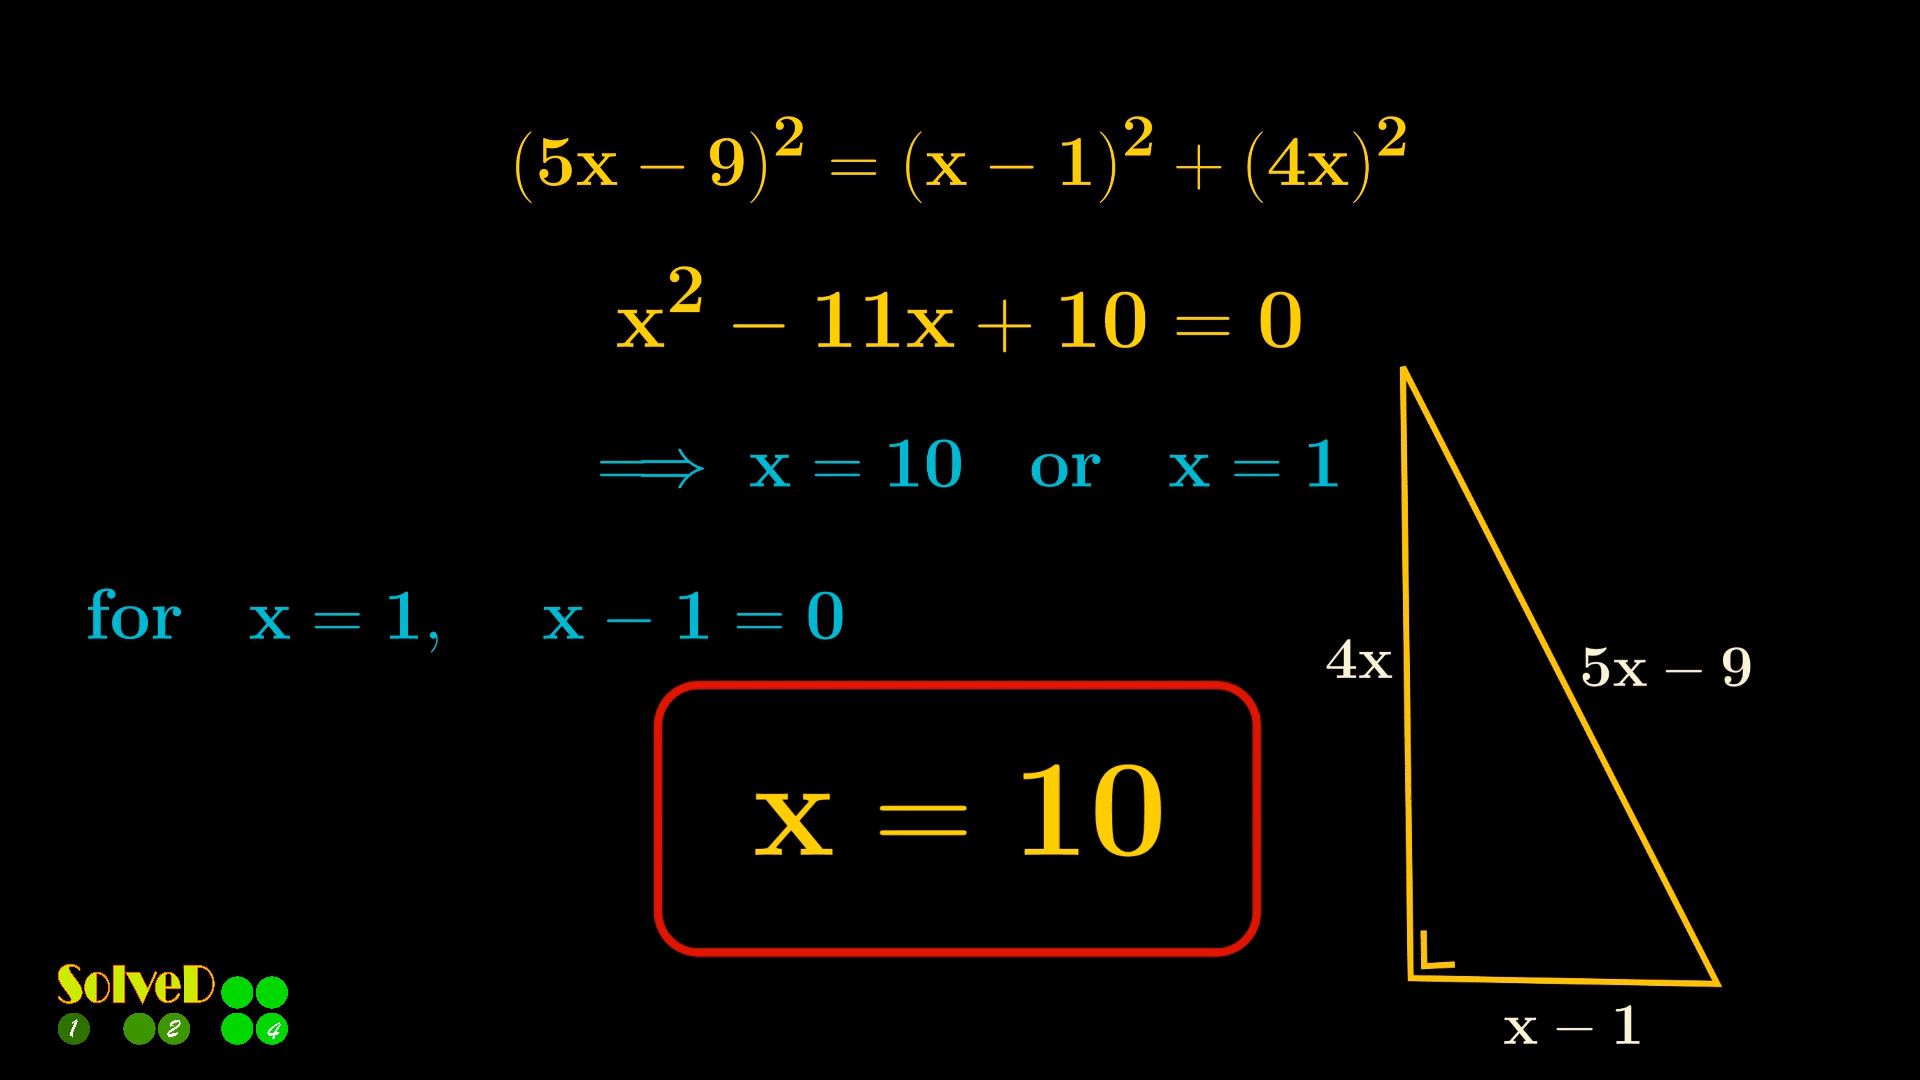 (5x − 9)² = (x − 1)² + (4x)²
x² − 11x + 10 = 0
⟹ x = 10 or x = 1
for x = 1, x − 1 = 0
4x
5x − 9
x = 10
x − 1
SolveD
1 2 4